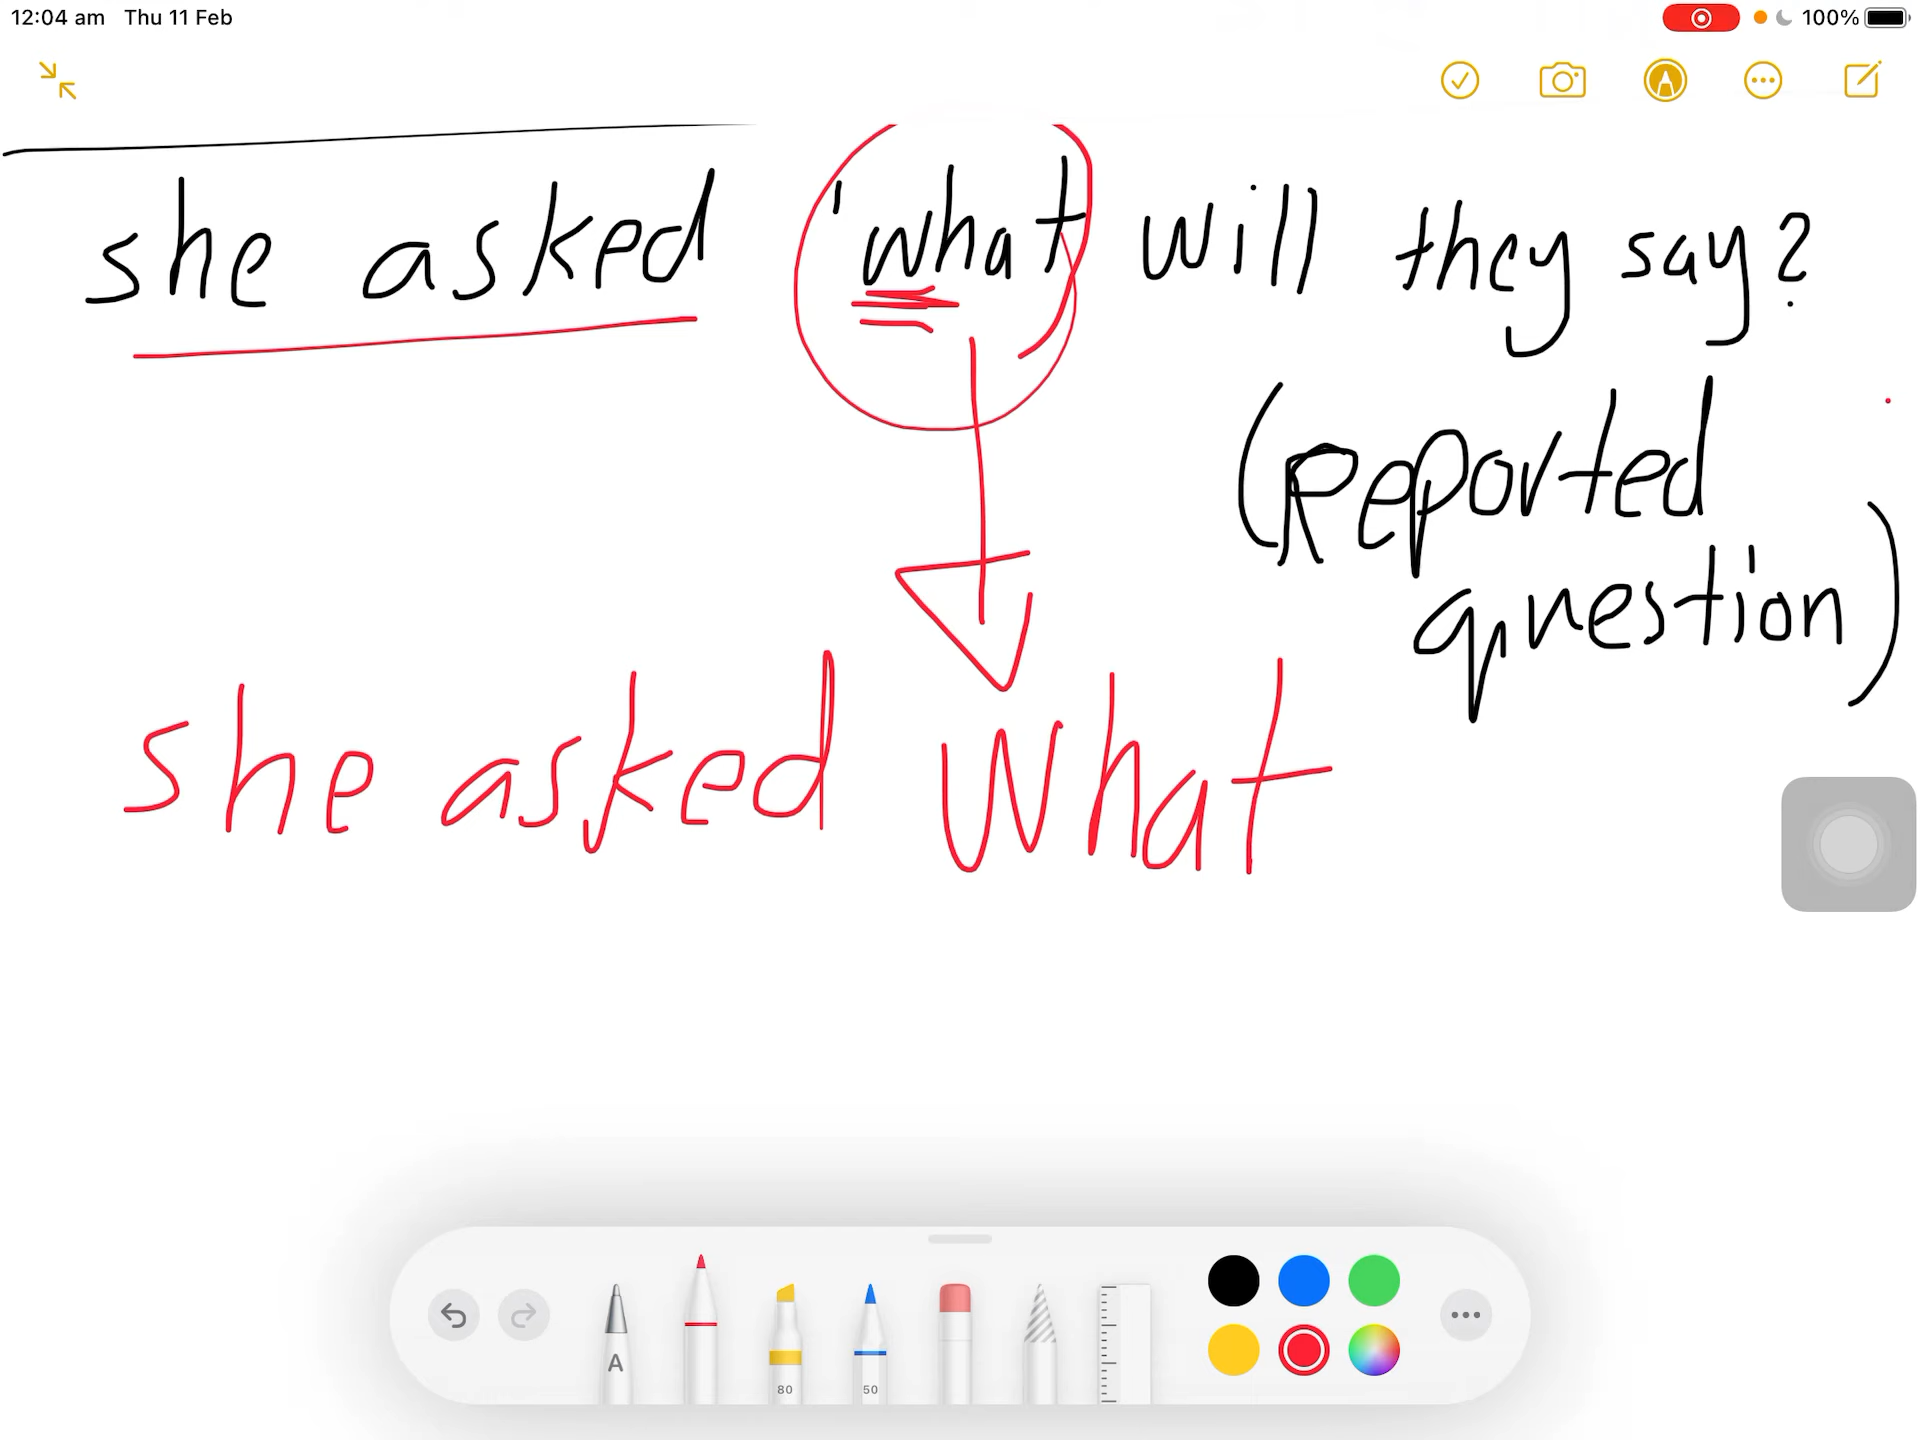 12:04 am Thu 11 Feb 100%
she asked 'what will they say?
(Reported
question)
she asked what
A 80 50